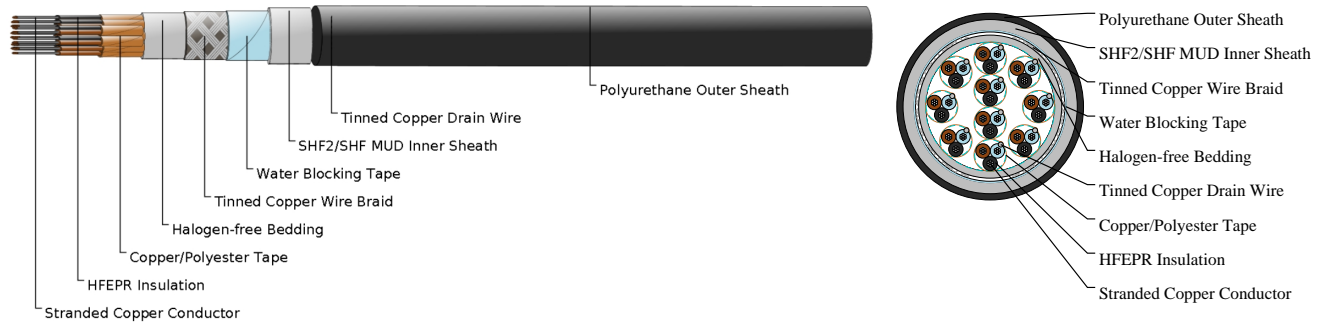 Polyurethane Outer Sheath
Tinned Copper Drain Wire
SHF2/SHF MUD Inner Sheath
Water Blocking Tape
Tinned Copper Wire Braid
Halogen-free Bedding
Copper/Polyester Tape
HFEPR Insulation
Stranded Copper Conductor
Polyurethane Outer Sheath
SHF2/SHF MUD Inner Sheath
Tinned Copper Wire Braid
Water Blocking Tape
Halogen-free Bedding
Tinned Copper Drain Wire
Copper/Polyester Tape
HFEPR Insulation
Stranded Copper Conductor